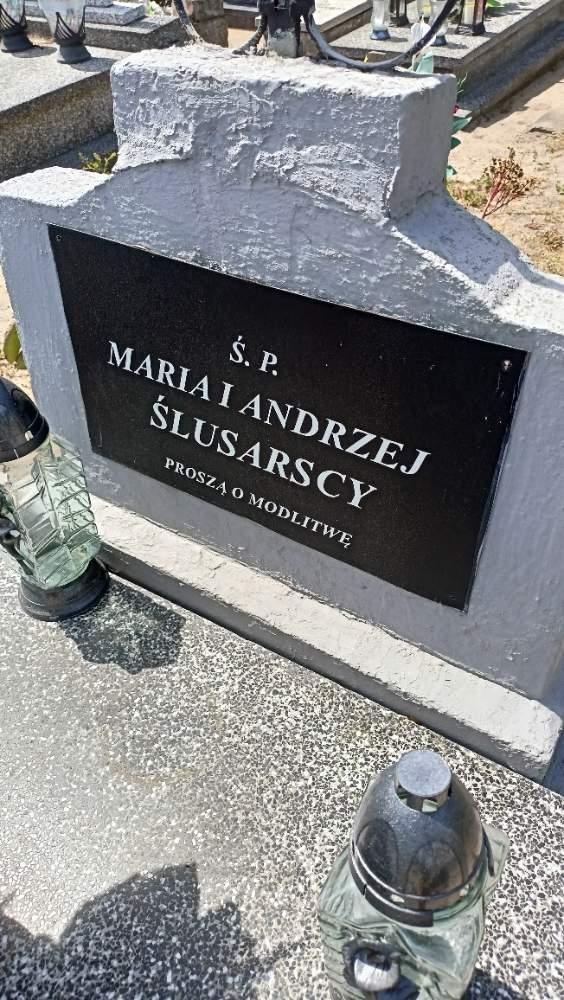 Ś. P.
MARIA I ANDRZEJ
ŚLUSARSCY
PROSZĄ O MODLITWĘ